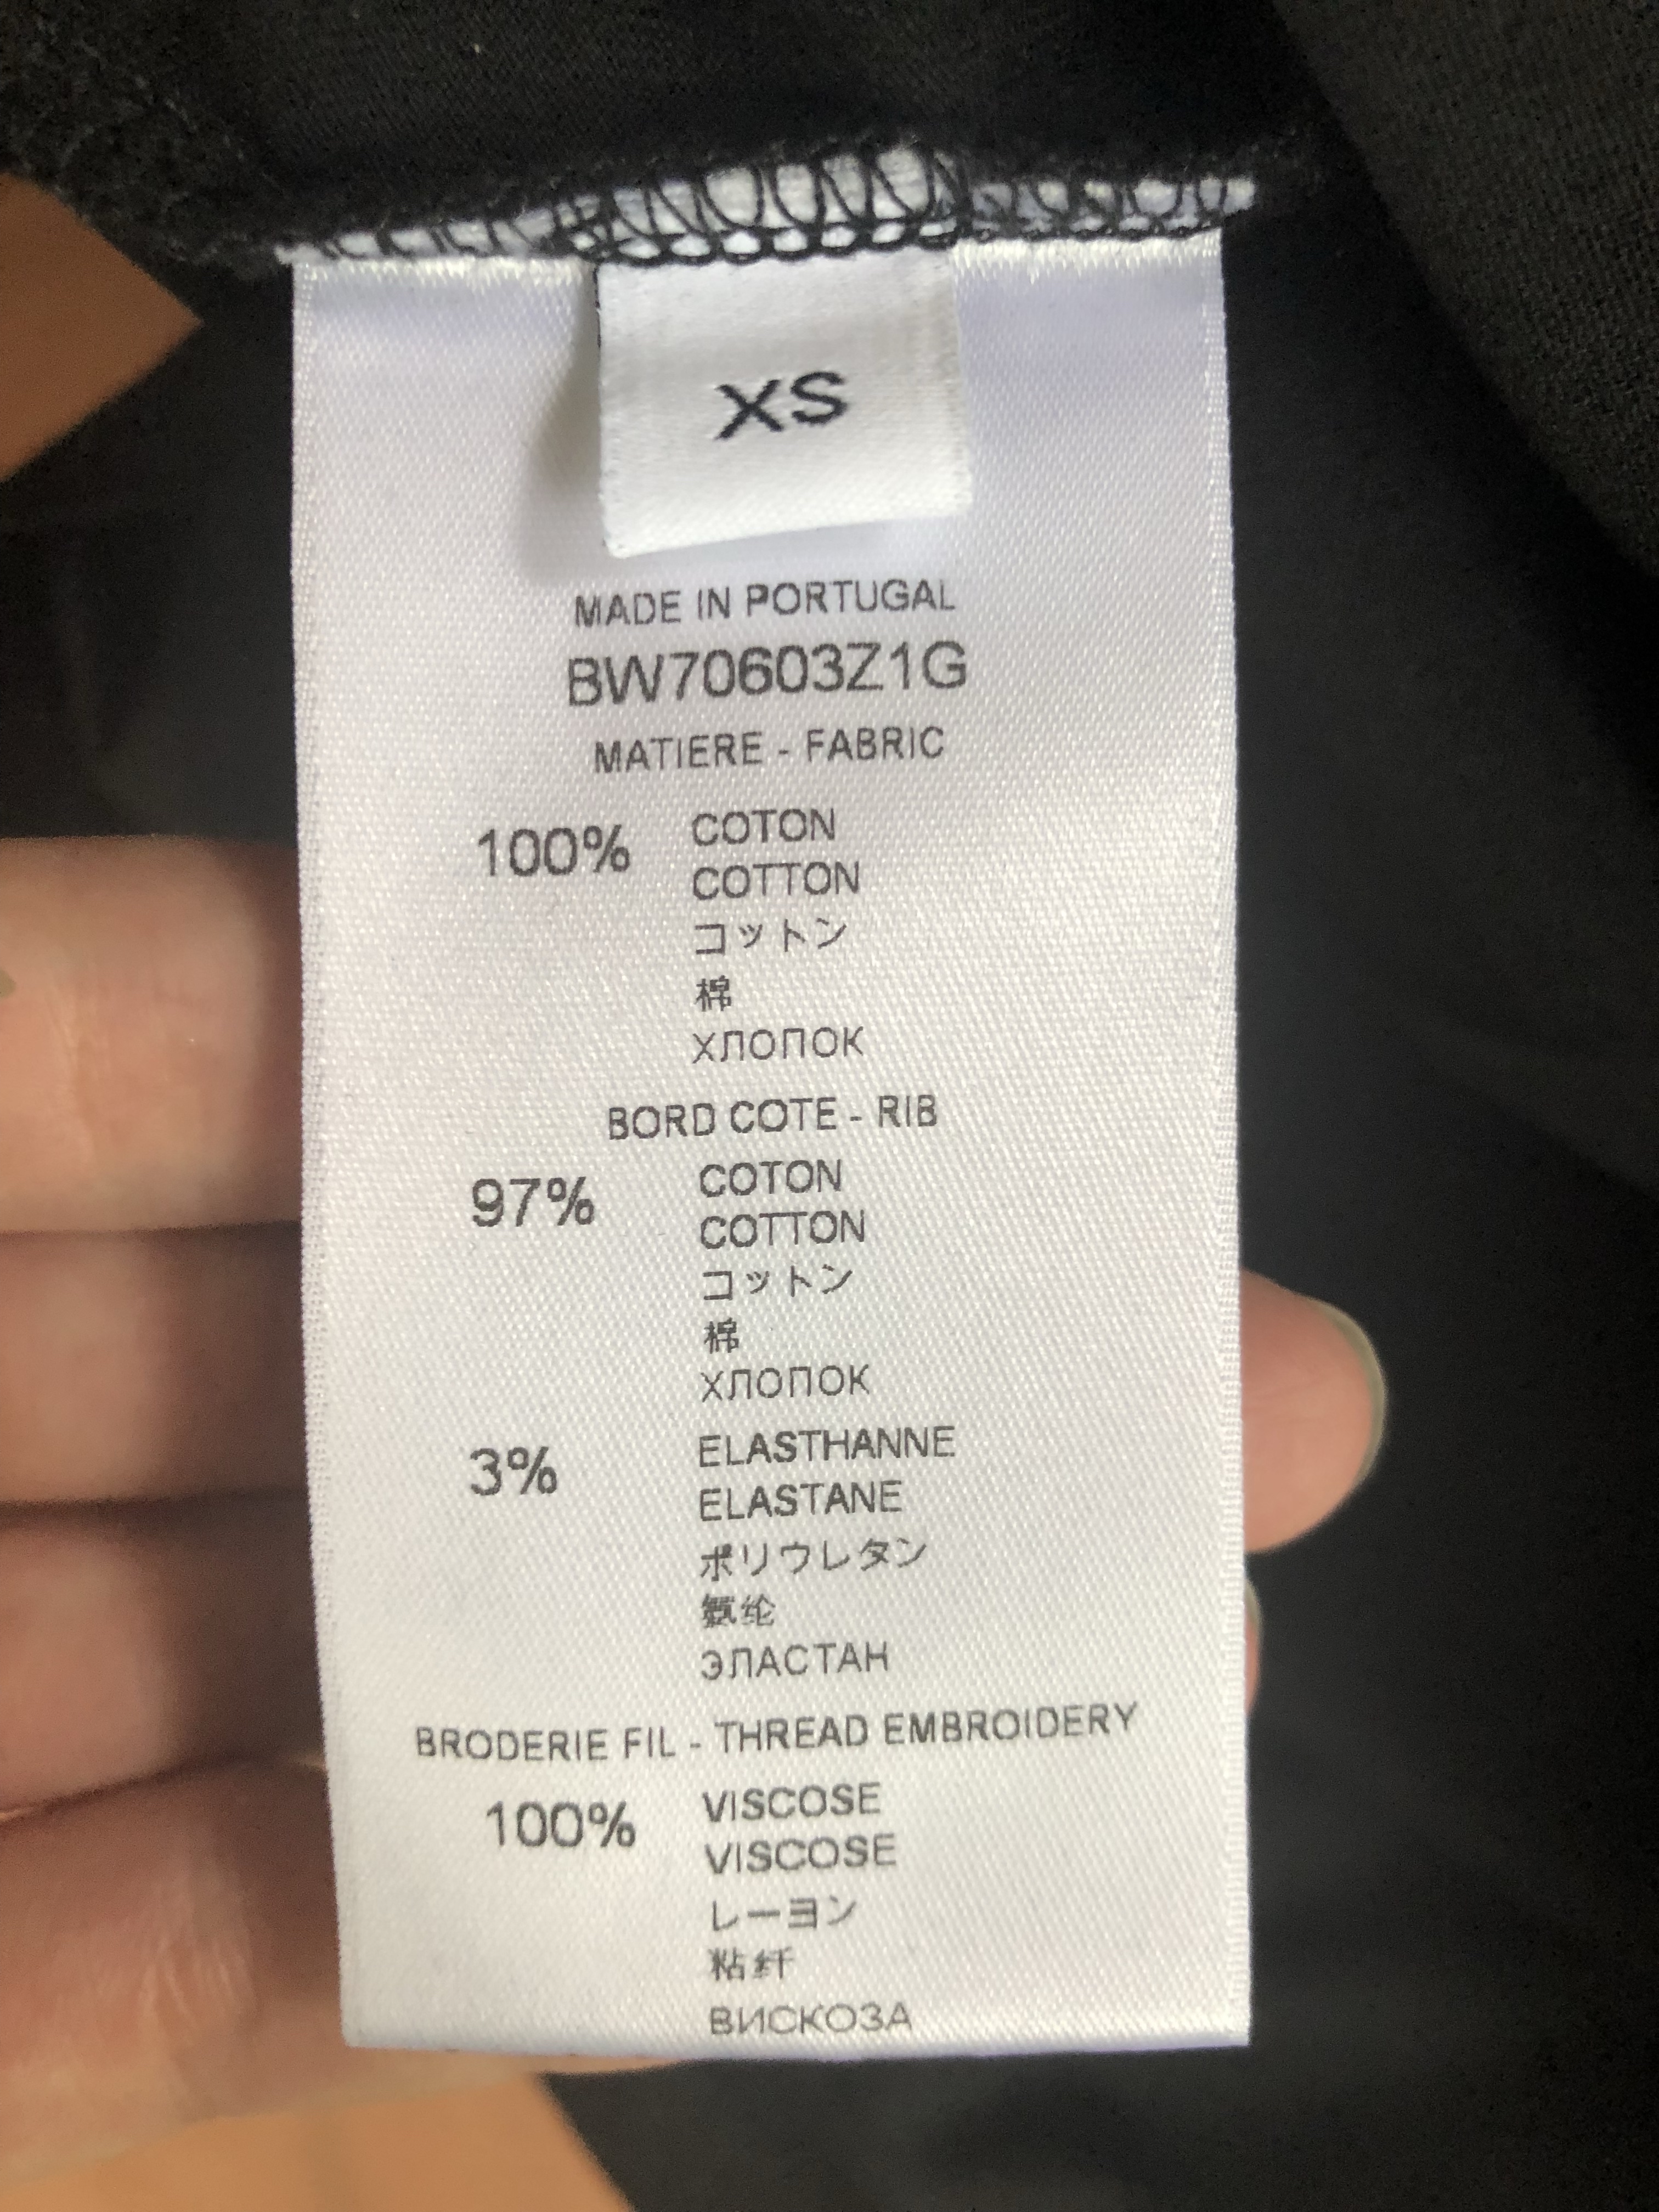 XS
MADE IN PORTUGAL
BW70603Z1G
MATIERE - FABRIC
100% COTON
COTTON
コットン
棉
ХЛОПОК
BORD COTE - RIB
97% COTON
COTTON
コットン
棉
ХЛОПОК
3% ELASTHANNE
ELASTANE
ポリウレタン
氨纶
ЭЛАСТАН
BRODERIE FIL - THREAD EMBROIDERY
100% VISCOSE
VISCOSE
レーヨン
粘纤
ВИСКОЗА